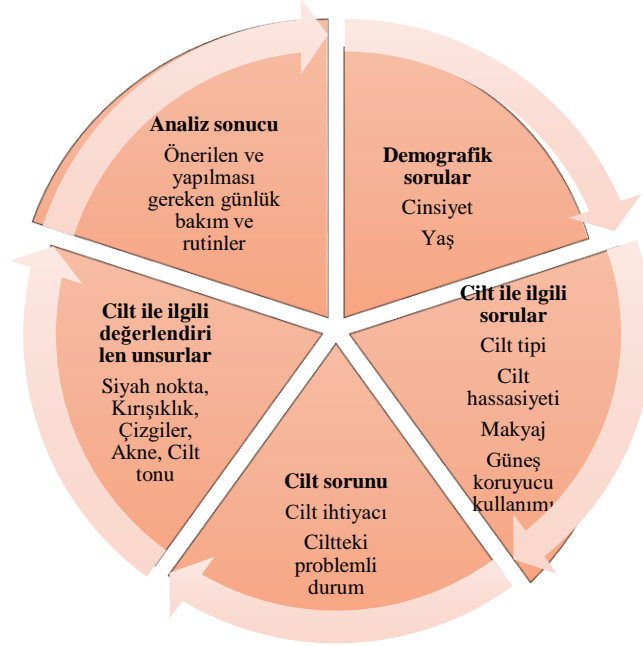 Demografik
sorular
Cinsiyet
Yaş
Cilt ile ilgili
sorular
Cilt tipi
Cilt
hassasiyeti
Makyaj
Güneş
koruyucu
kullanımı
Cilt sorunu
Cilt ihtiyacı
Ciltteki
problemli
durum
Cilt ile ilgili
değerlendiri
len unsurlar
Siyah nokta,
Kırışıklık,
Çizgiler,
Akne, Cilt
tonu
Analiz sonucu
Önerilen ve
yapılması
gereken günlük
bakım ve
rutinler